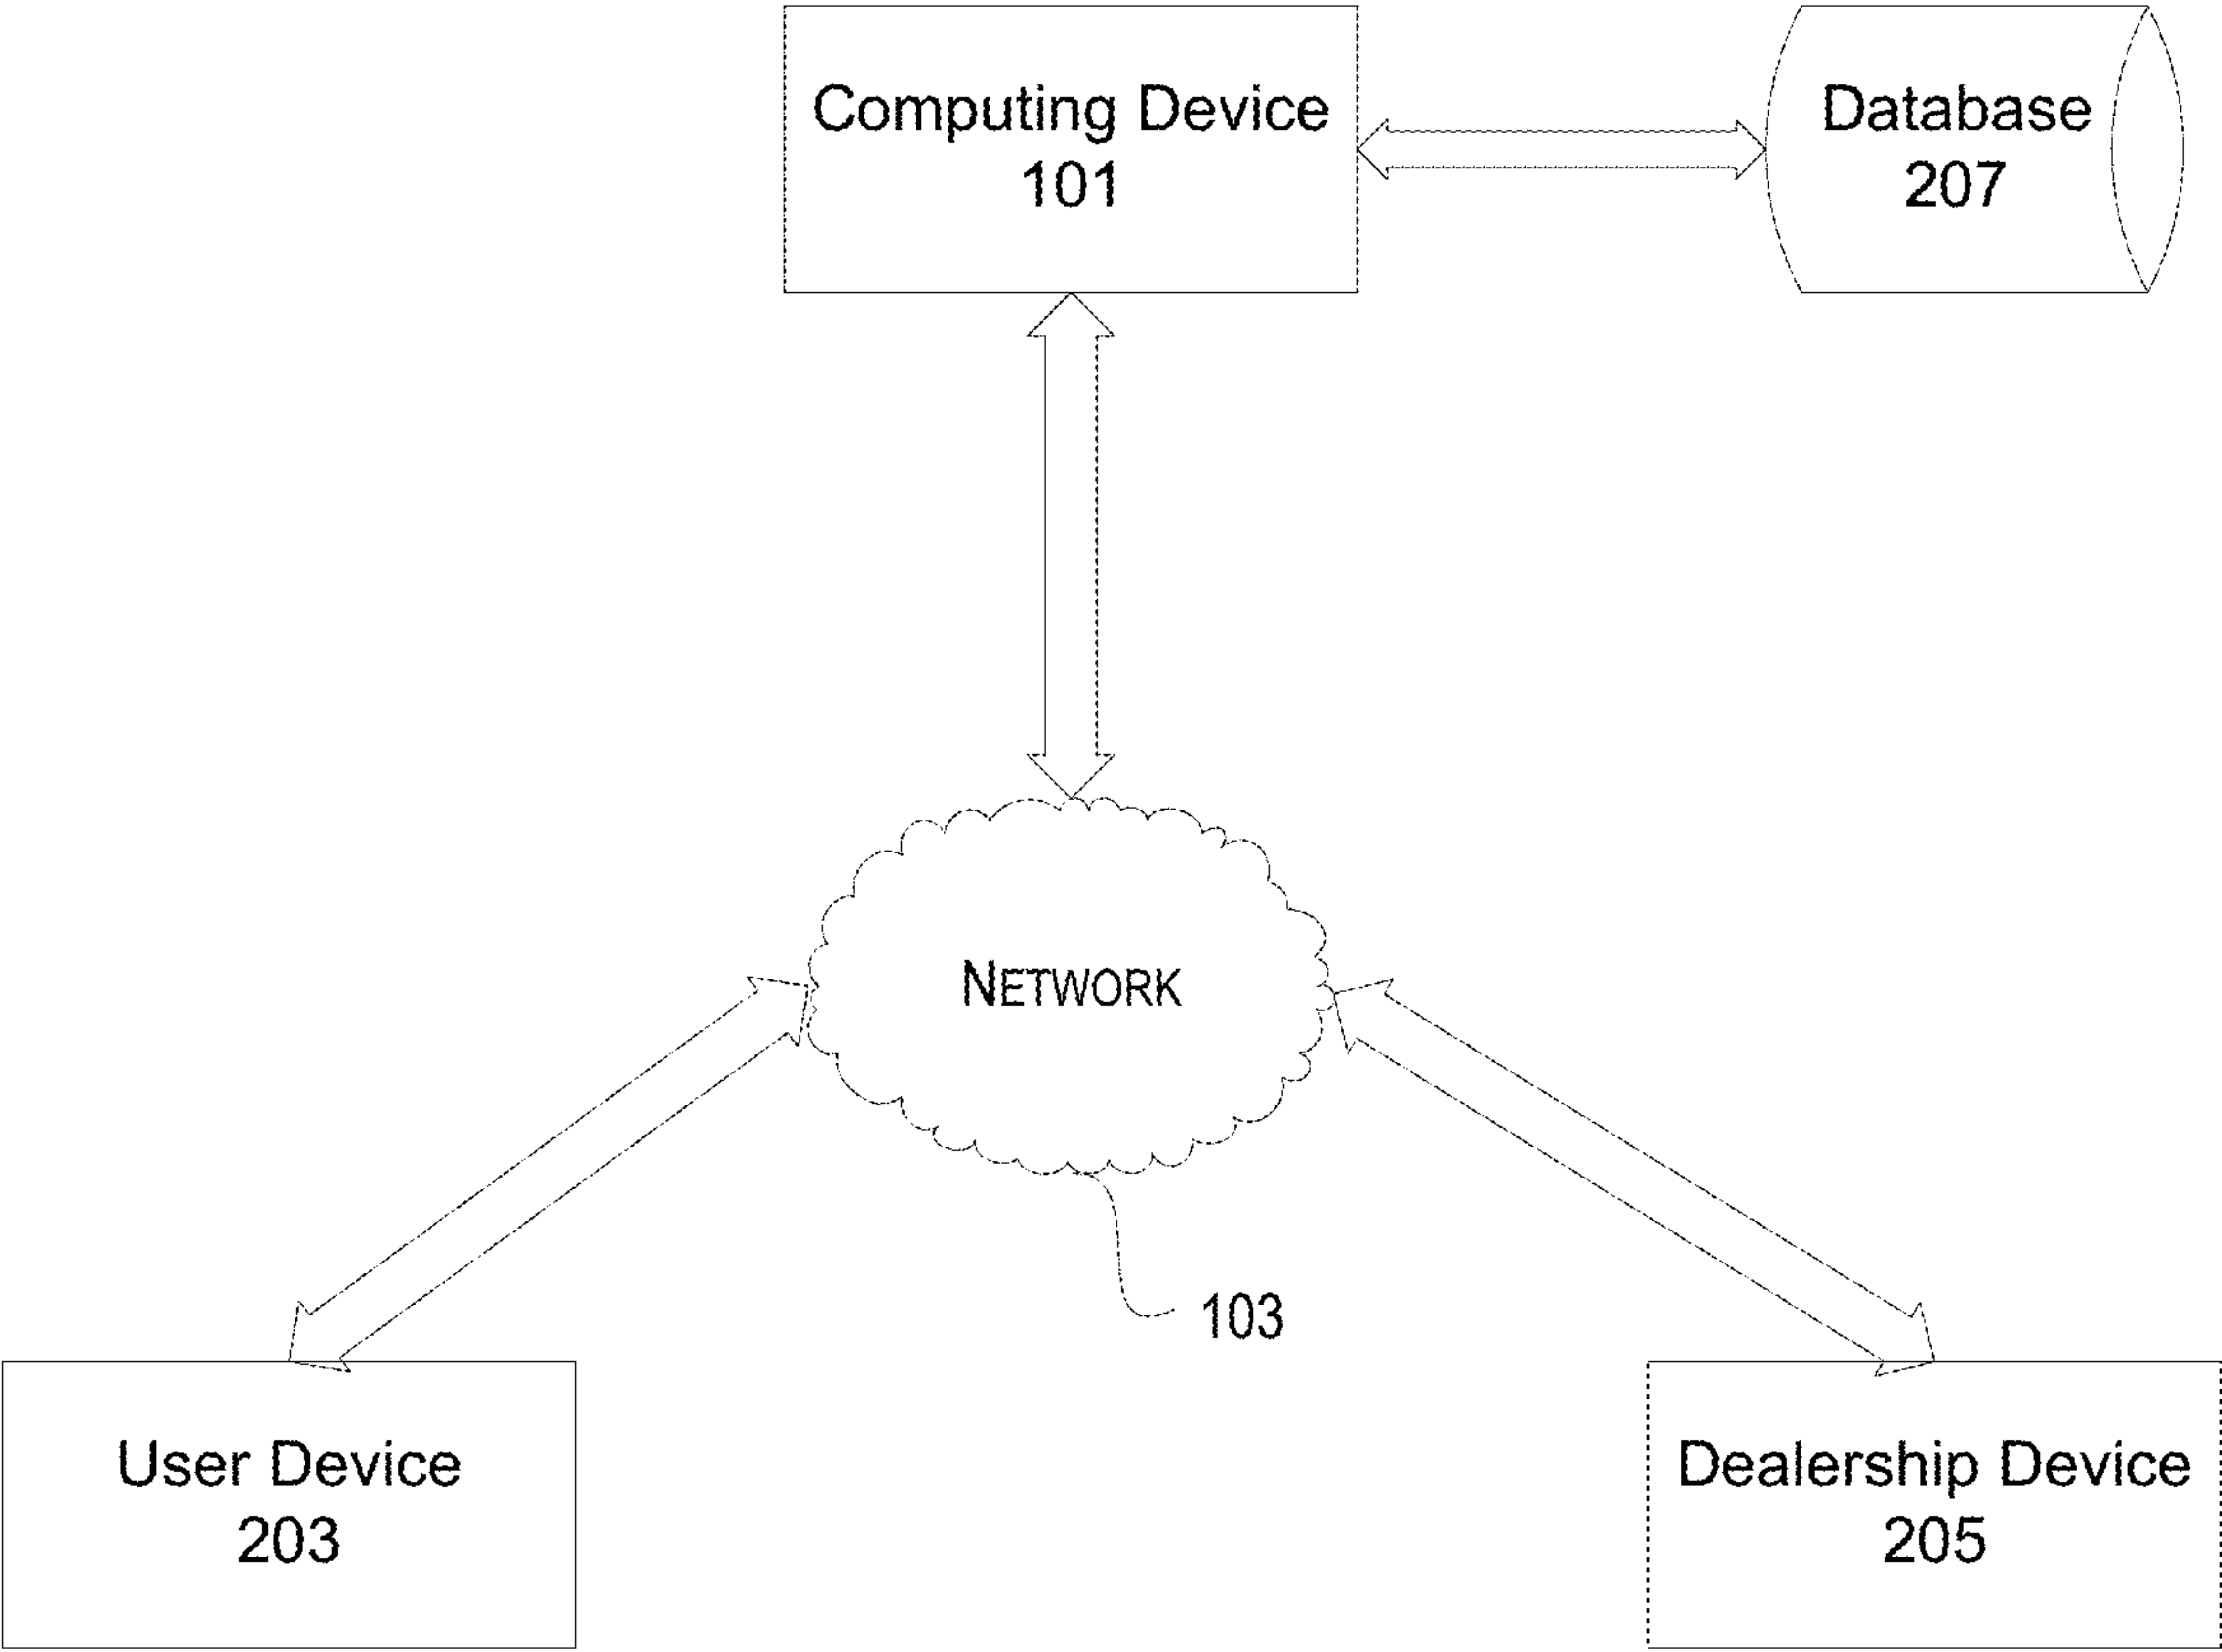 Computing Device
101
Database
207
NETWORK
103
User Device
203
Dealership Device
205